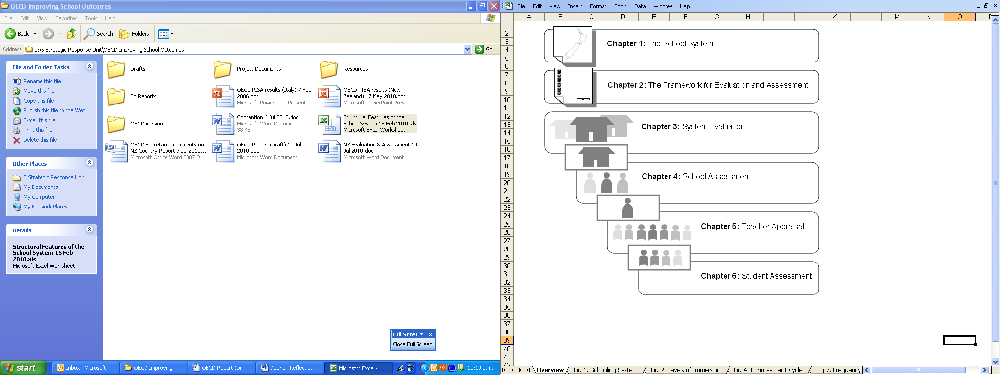 OECD Improving School Outcomes
File Edit View Favorites Tools Help
Back Search Folders
Address J:\S Strategic Response Unit\OECD Improving School Outcomes Go
File and Folder Tasks
Rename this file
Move this file
Copy this file
Publish this file to the Web
E-mail this file
Print this file
Delete this file
Other Places
S Strategic Response Unit
My Documents
My Computer
My Network Places
Details
Structural Features of the
School System 15 Feb
2010.xls
Microsoft Excel Worksheet
Drafts
Project Documents
Resources
Ed Reports
OECD PISA results (Italy) 7 Feb
2006.ppt
Microsoft PowerPoint Present...
OECD PISA results (New
Zealand) 17 May 2010.ppt
Microsoft PowerPoint Present...
OECD Version
Contention 6 Jul 2010.doc
Microsoft Word Document
38 KB
Structural Features of the
School System 15 Feb 2010.xls
Microsoft Excel Worksheet
OECD Secretariat comments on
NZ Country Report 7 Jul 2010...
Microsoft Office Word 2007 D...
OECD Report (Draft) 14 Jul
2010.doc
Microsoft Word Document
NZ Evaluation & Assessment 14
Jul 2010.doc
Microsoft Word Document
Full Scree
Close Full Screen
start Inbox - Microsoft... OECD Improving ... OECD Report (Dr... Dobric - Reflectio... Microsoft Excel - ... 10:19 a.m.
File Edit View Insert Format Tools Data Window Help
A B C D E F G H I J K L M N O P
1
2
3
4
5
6
7
8
9
10
11
12
13
14
15
16
17
18
19
20
21
22
23
24
25
26
27
28
29
30
31
32
33
34
35
36
37
38
39
40
41
42
Chapter 1: The School System
Chapter 2: The Framework for Evaluation and Assessment
Chapter 3: System Evaluation
Chapter 4: School Assessment
Chapter 5: Teacher Appraisal
Chapter 6: Student Assessment
Overview Fig 1. Schooling System Fig 2. Levels of Immersion Fig 4. Improvement Cycle Fig 7. Frequency